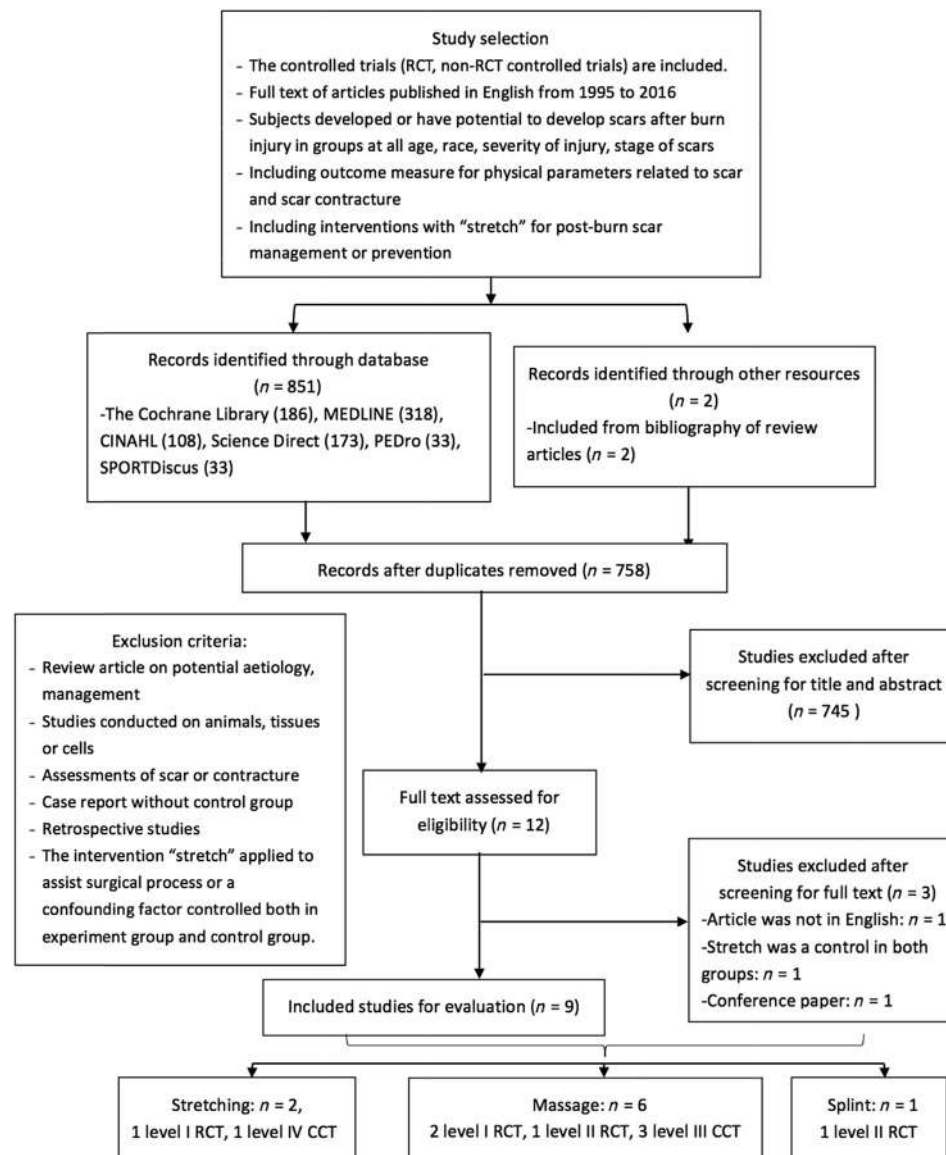 Study selection
- The controlled trials (RCT, non-RCT controlled trials) are included.
- Full text of articles published in English from 1995 to 2016
- Subjects developed or have potential to develop scars after burn
injury in groups at all age, race, severity of injury, stage of scars
- Including outcome measure for physical parameters related to scar
and scar contracture
- Including interventions with “stretch” for post-burn scar
management or prevention
Records identified through database
(n = 851)
-The Cochrane Library (186), MEDLINE (318),
CINAHL (108), Science Direct (173), PEDro (33),
SPORTDiscus (33)
Records identified through other resources
(n = 2)
-Included from bibliography of review
articles (n = 2)
Records after duplicates removed (n = 758)
Exclusion criteria:
- Review article on potential aetiology,
management
- Studies conducted on animals, tissues
or cells
- Assessments of scar or contracture
- Case report without control group
- Retrospective studies
- The intervention “stretch” applied to
assist surgical process or a
confounding factor controlled both in
experiment group and control group.
Studies excluded after
screening for title and abstract
(n = 745 )
Full text assessed for
eligibility (n = 12)
Studies excluded after
screening for full text (n = 3)
-Article was not in English: n = 1
-Stretch was a control in both
groups: n = 1
-Conference paper: n = 1
Included studies for evaluation (n = 9)
Stretching: n = 2,
1 level I RCT, 1 level IV CCT
Massage: n = 6
2 level I RCT, 1 level II RCT, 3 level III CCT
Splint: n = 1
1 level II RCT